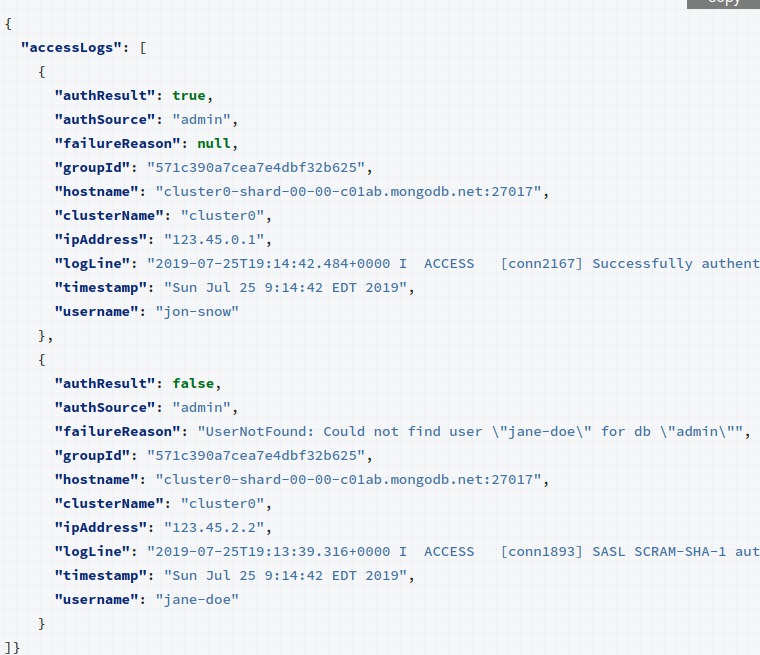 copy
{
  "accessLogs": [
    {
      "authResult": true,
      "authSource": "admin",
      "failureReason": null,
      "groupId": "571c390a7cea7e4dbf32b625",
      "hostname": "cluster0-shard-00-00-c01ab.mongodb.net:27017",
      "clusterName": "cluster0",
      "ipAddress": "123.45.0.1",
      "logLine": "2019-07-25T19:14:42.484+0000 I  ACCESS   [conn2167] Successfully authent
      "timestamp": "Sun Jul 25 9:14:42 EDT 2019",
      "username": "jon-snow"
    },
    {
      "authResult": false,
      "authSource": "admin",
      "failureReason": "UserNotFound: Could not find user \"jane-doe\" for db \"admin\"",
      "groupId": "571c390a7cea7e4dbf32b625",
      "hostname": "cluster0-shard-00-00-c01ab.mongodb.net:27017",
      "clusterName": "cluster0",
      "ipAddress": "123.45.2.2",
      "logLine": "2019-07-25T19:13:39.316+0000 I  ACCESS   [conn1893] SASL SCRAM-SHA-1 aut
      "timestamp": "Sun Jul 25 9:14:42 EDT 2019",
      "username": "jane-doe"
    }
]}